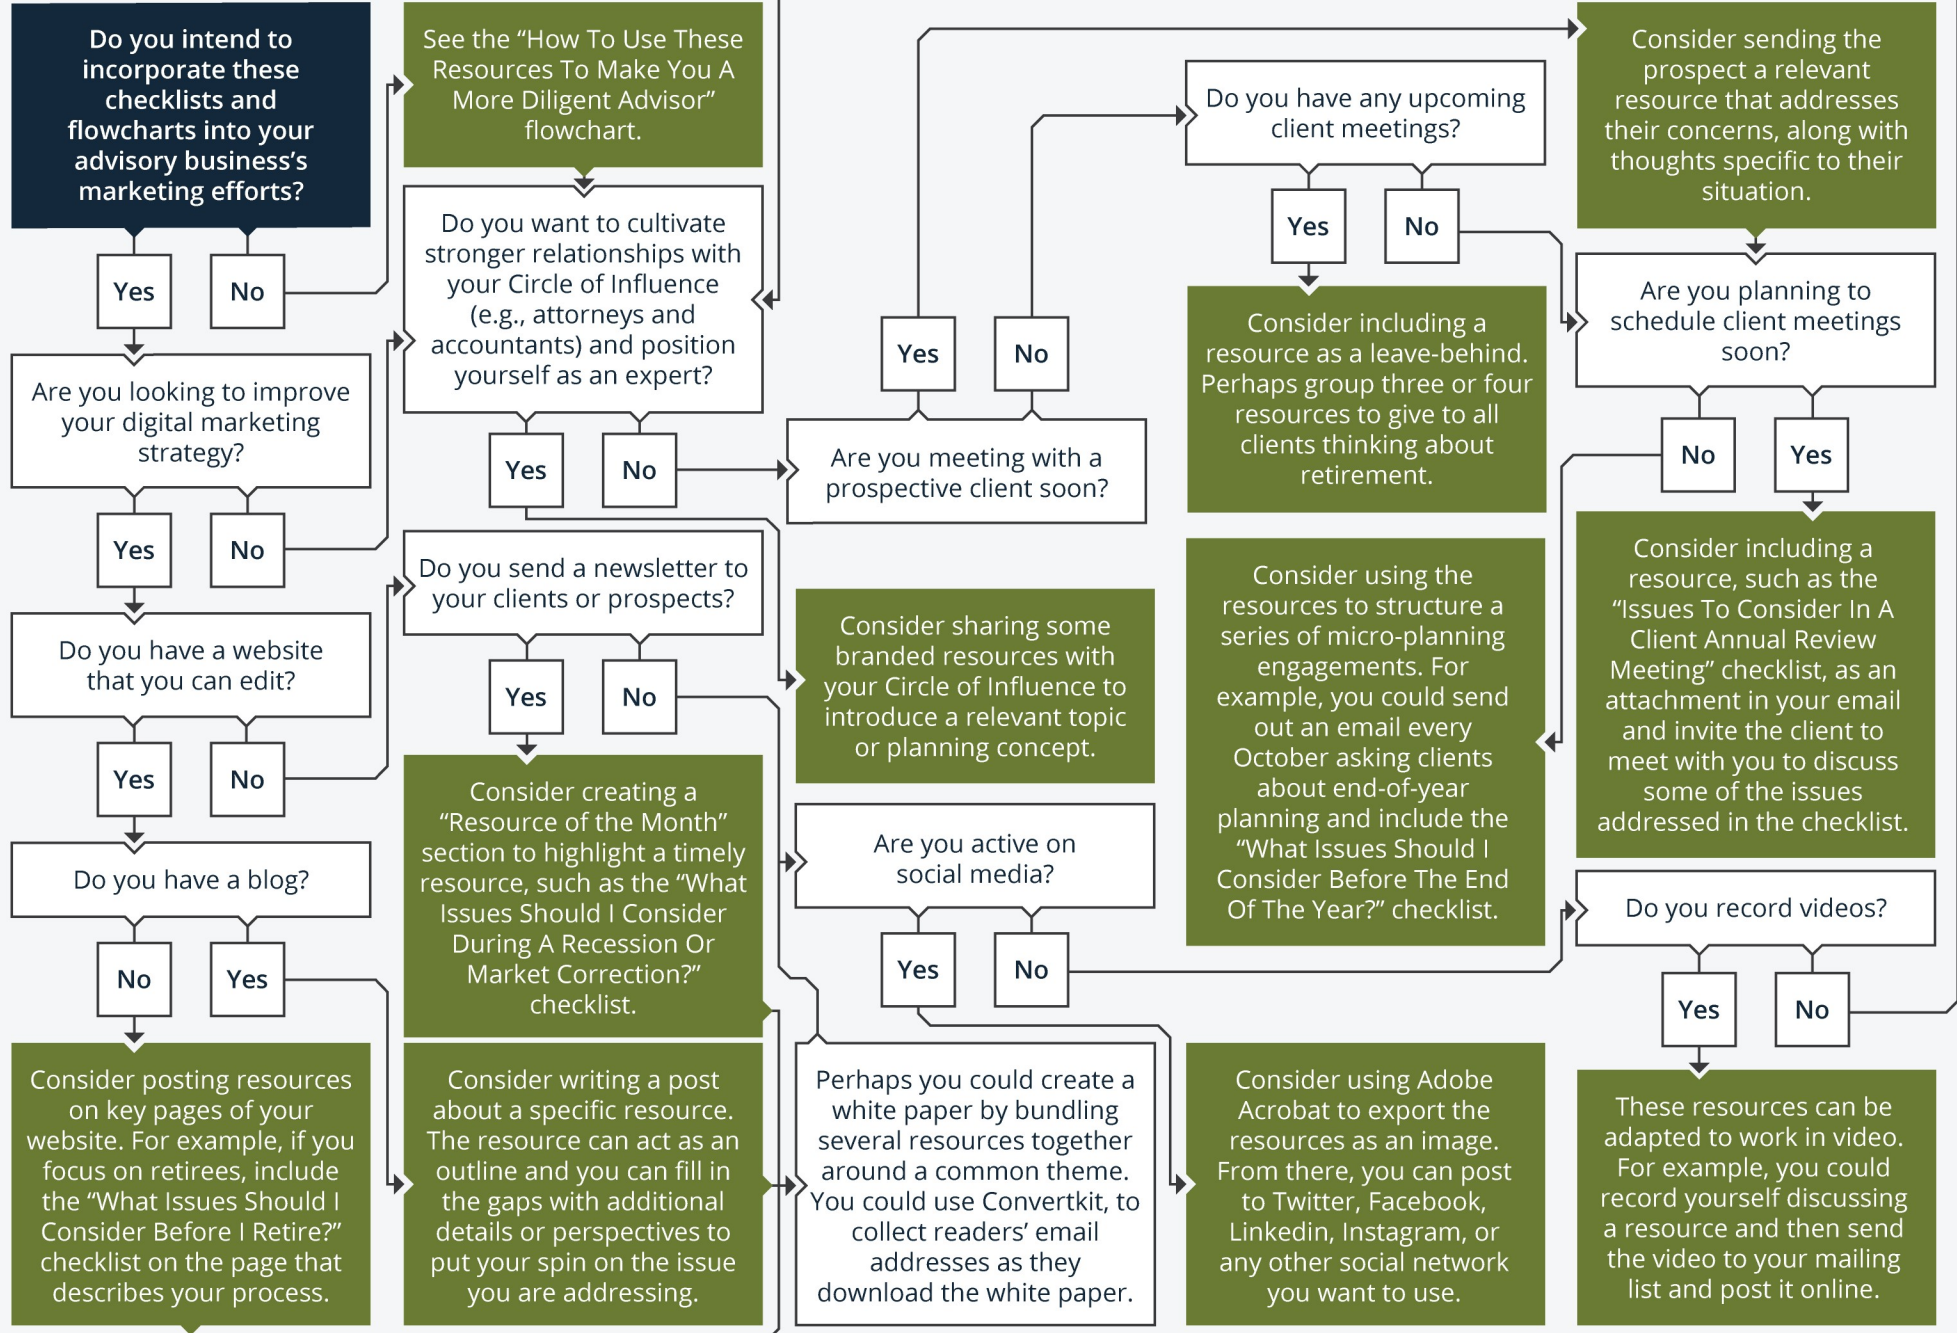 Do you intend to
incorporate these
checklists and
flowcharts into your
advisory business’s
marketing efforts?
Yes
No
Are you looking to improve
your digital marketing
strategy?
Yes
No
Do you have a website
that you can edit?
Yes
No
Do you have a blog?
No
Yes
Consider posting resources
on key pages of your
website. For example, if you
focus on retirees, include
the “What Issues Should I
Consider Before I Retire?”
checklist on the page that
describes your process.
See the “How To Use These
Resources To Make You A
More Diligent Advisor”
flowchart.
Do you want to cultivate
stronger relationships with
your Circle of Influence
(e.g., attorneys and
accountants) and position
yourself as an expert?
Yes
No
Do you send a newsletter to
your clients or prospects?
Yes
No
Consider creating a
“Resource of the Month”
section to highlight a timely
resource, such as the “What
Issues Should I Consider
During A Recession Or
Market Correction?”
checklist.
Consider writing a post
about a specific resource.
The resource can act as an
outline and you can fill in
the gaps with additional
details or perspectives to
put your spin on the issue
you are addressing.
Yes
No
Are you meeting with a
prospective client soon?
Consider sharing some
branded resources with
your Circle of Influence to
introduce a relevant topic
or planning concept.
Are you active on
social media?
Yes
No
Perhaps you could create a
white paper by bundling
several resources together
around a common theme.
You could use Convertkit, to
collect readers’ email
addresses as they
download the white paper.
Do you have any upcoming
client meetings?
Yes
No
Consider including a
resource as a leave-behind.
Perhaps group three or four
resources to give to all
clients thinking about
retirement.
Consider using the
resources to structure a
series of micro-planning
engagements. For
example, you could send
out an email every
October asking clients
about end-of-year
planning and include the
“What Issues Should I
Consider Before The End
Of The Year?” checklist.
Consider using Adobe
Acrobat to export the
resources as an image.
From there, you can post
to Twitter, Facebook,
Linkedin, Instagram, or
any other social network
you want to use.
Consider sending the
prospect a relevant
resource that addresses
their concerns, along with
thoughts specific to their
situation.
Are you planning to
schedule client meetings
soon?
No
Yes
Consider including a
resource, such as the
“Issues To Consider In A
Client Annual Review
Meeting” checklist, as an
attachment in your email
and invite the client to
meet with you to discuss
some of the issues
addressed in the checklist.
Do you record videos?
Yes
No
These resources can be
adapted to work in video.
For example, you could
record yourself discussing
a resource and then send
the video to your mailing
list and post it online.